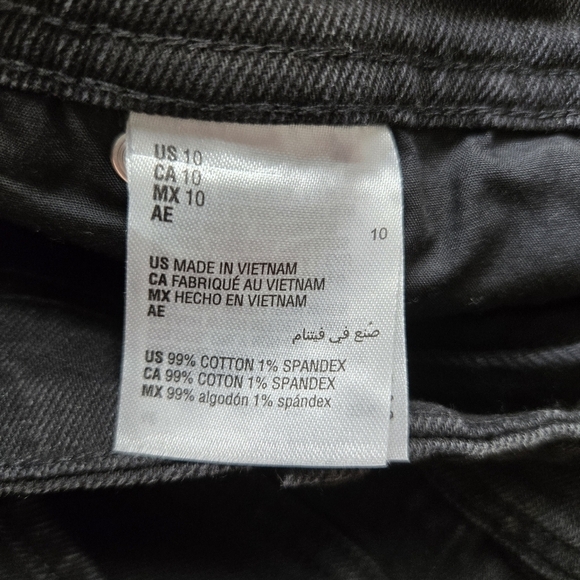 US 10
CA 10
MX 10
AE
10
US MADE IN VIETNAM
CA FABRIQUÉ AU VIETNAM
MX HECHO EN VIETNAM
AE
صُنع في فيتنام
US 99% COTTON 1% SPANDEX
CA 99% COTON 1% SPANDEX
MX 99% algodón 1% spándex